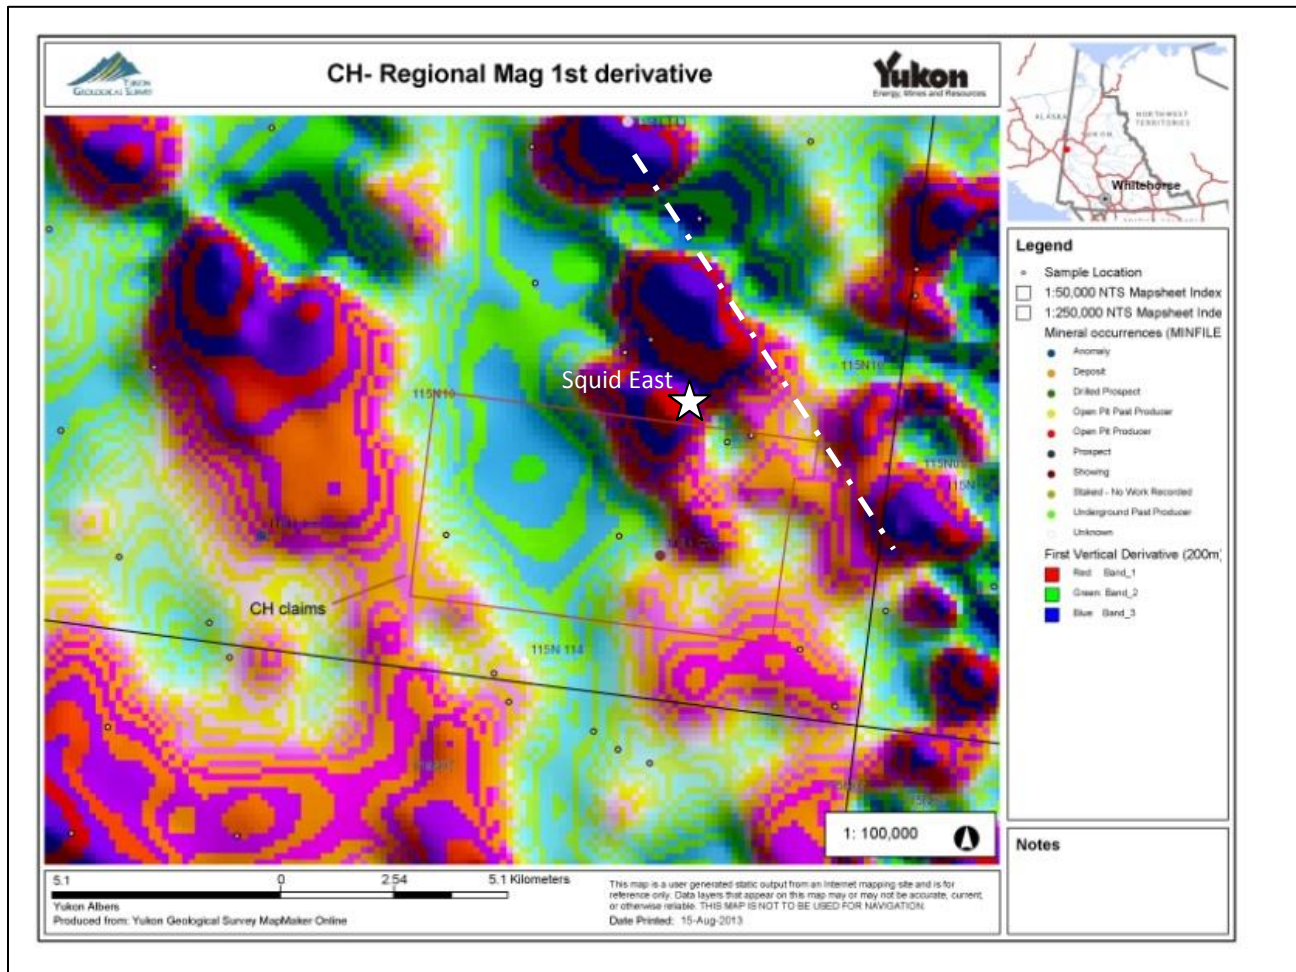 YUKON
GEOLOGICAL SURVEY
CH- Regional Mag 1st derivative
Yukon
Energy, Mines and Resources
ALASKA
NORTHWEST
TERRITORIES
Whitehorse
Legend
Sample Location
1:50,000 NTS Mapsheet Index
1:250,000 NTS Mapsheet Inde
Mineral occurrences (MINFILE
Anomaly
Deposit
Drilled Prospect
Open Pit Past Producer
Open Pit Producer
Prospect
Showing
Staked - No Work Recorded
Underground Past Producer
Unknown
First Vertical Derivative (200m)
Red: Band_1
Green: Band_2
Blue: Band_3
Squid East
115N10
CH claims
115N 114
1: 100,000
Notes
5.1 0 2.54 5.1 Kilometers
Yukon Albers
Produced from: Yukon Geological Survey MapMaker Online
This map is a user generated static output from an Internet mapping site and is for
reference only. Data layers that appear on this map may or may not be accurate, current,
or otherwise reliable. THIS MAP IS NOT TO BE USED FOR NAVIGATION.
Date Printed: 15-Aug-2013